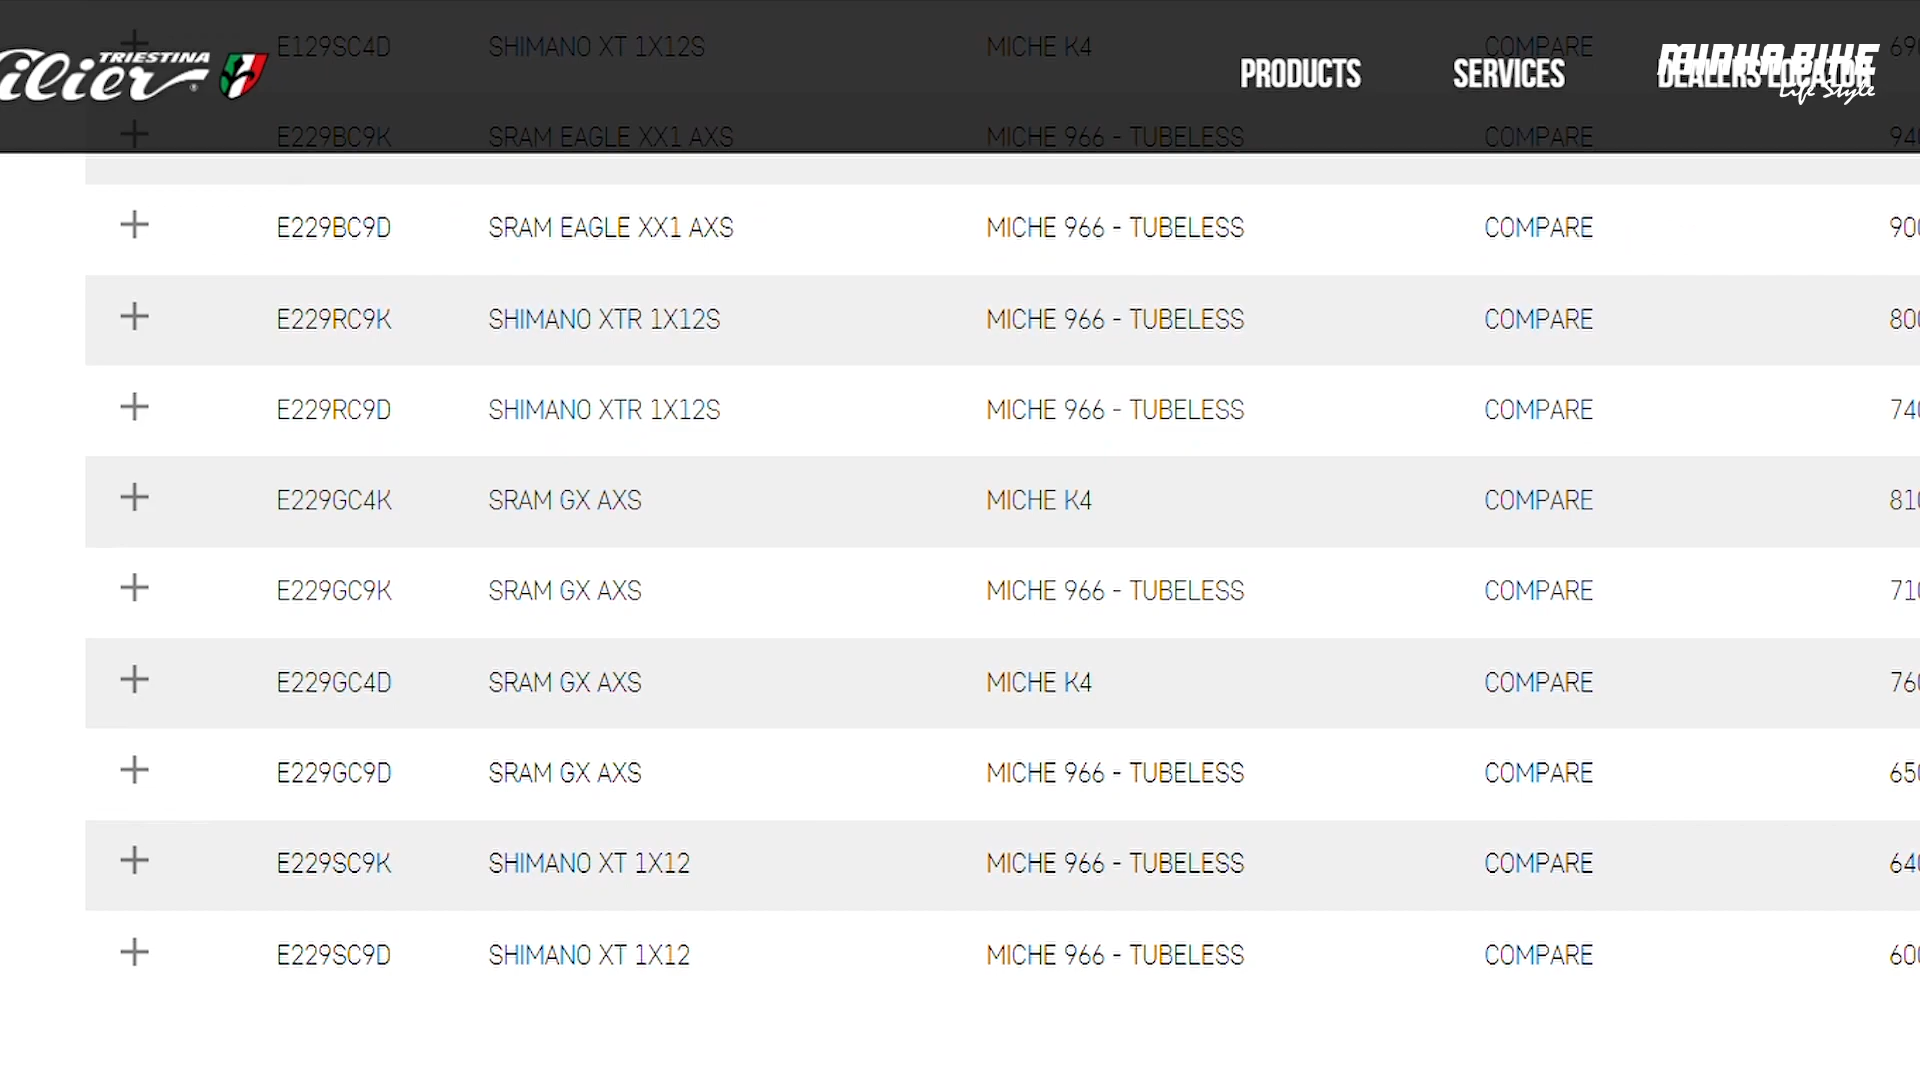 E129SC4D SHIMANO XT 1X12S MICHE K4 COMPARE 690
TRIESTINA
ilier
PRODUCTS SERVICES DEALERS LOCATOR
MINHA BIKE
Life Style
E229BC9K SRAM EAGLE XX1 AXS MICHE 966 - TUBELESS COMPARE 940
E229BC9D SRAM EAGLE XX1 AXS MICHE 966 - TUBELESS COMPARE 900
E229RC9K SHIMANO XTR 1X12S MICHE 966 - TUBELESS COMPARE 800
E229RC9D SHIMANO XTR 1X12S MICHE 966 - TUBELESS COMPARE 740
E229GC4K SRAM GX AXS MICHE K4 COMPARE 810
E229GC9K SRAM GX AXS MICHE 966 - TUBELESS COMPARE 710
E229GC4D SRAM GX AXS MICHE K4 COMPARE 760
E229GC9D SRAM GX AXS MICHE 966 - TUBELESS COMPARE 650
E229SC9K SHIMANO XT 1X12 MICHE 966 - TUBELESS COMPARE 640
E229SC9D SHIMANO XT 1X12 MICHE 966 - TUBELESS COMPARE 600